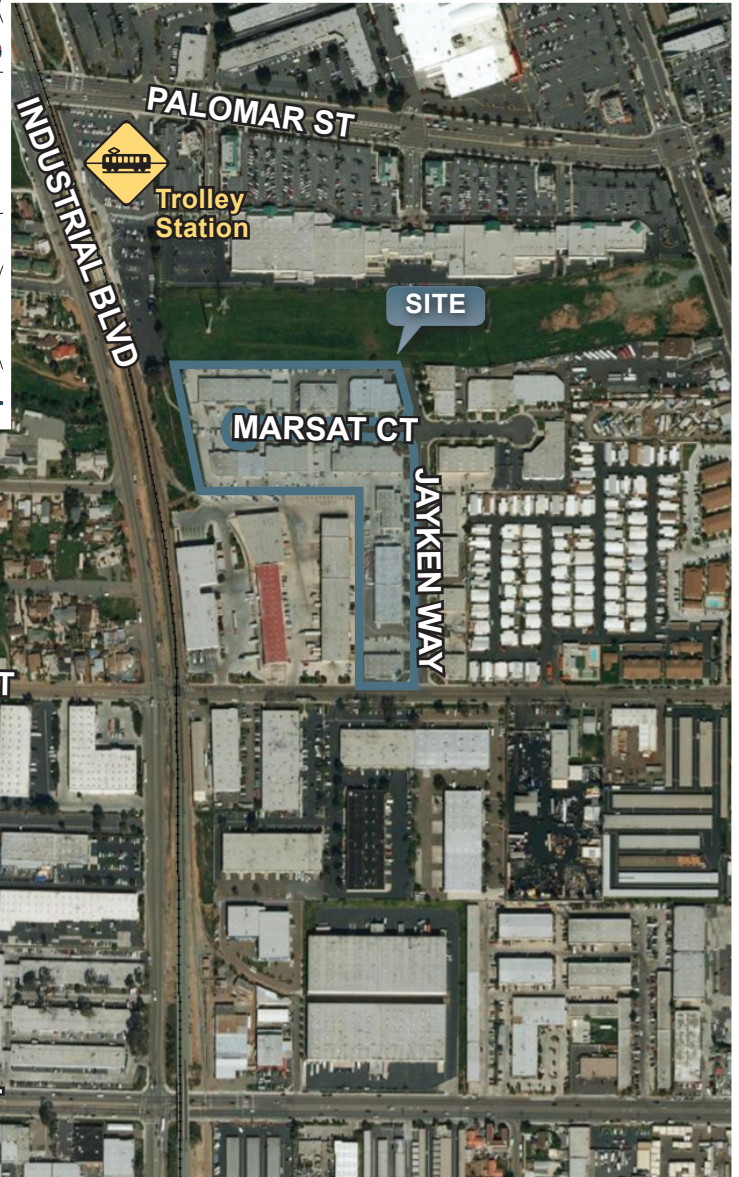 PALOMAR ST
INDUSTRIAL BLVD
Trolley
Station
SITE
MARSAT CT
JAYKEN WAY
T